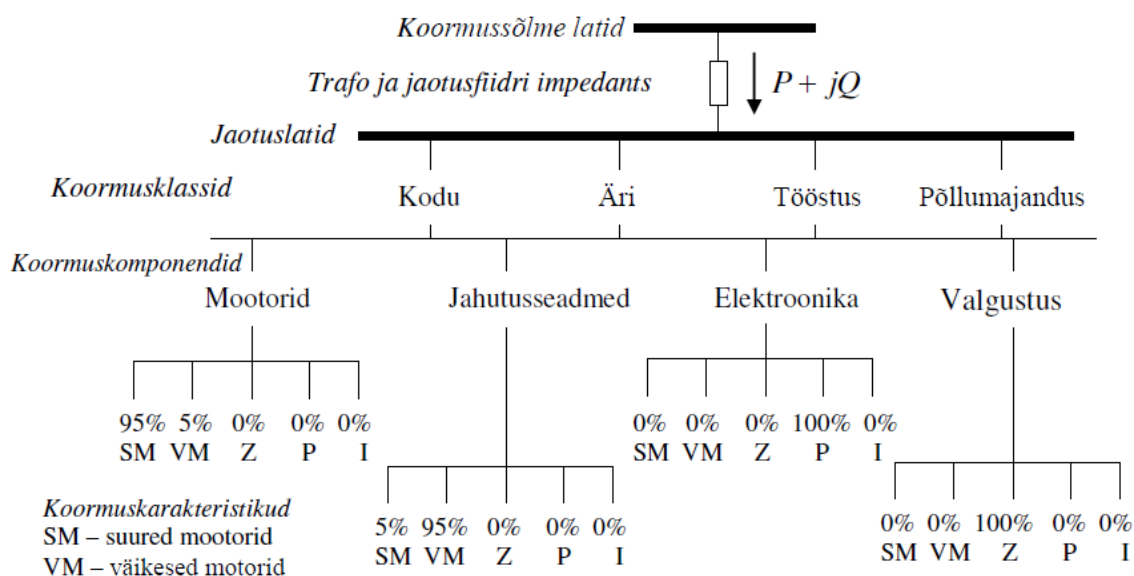 Koormussõlme latid
Trafo ja jaotusfiidri impedants
P + jQ
Jaotuslatid
Koormusklassid
Kodu Äri Tööstus Põllumajandus
Koormuskomponendid
Mootorid Jahutusseadmed Elektroonika Valgustus
95% 5% 0% 0% 0%
SM VM Z P I
0% 0% 0% 100% 0%
SM VM Z P I
5% 95% 0% 0% 0%
SM VM Z P I
0% 0% 100% 0% 0%
SM VM Z P I
Koormuskarakteristikud
SM – suured mootorid
VM – väikesed motorid